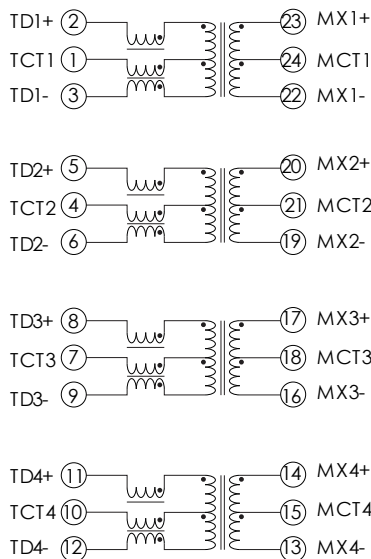 TD1+ 2 23 MX1+
TCT1 1 24 MCT1
TD1- 3 22 MX1-
TD2+ 5 20 MX2+
TCT2 4 21 MCT2
TD2- 6 19 MX2-
TD3+ 8 17 MX3+
TCT3 7 18 MCT3
TD3- 9 16 MX3-
TD4+ 11 14 MX4+
TCT4 10 15 MCT4
TD4- 12 13 MX4-